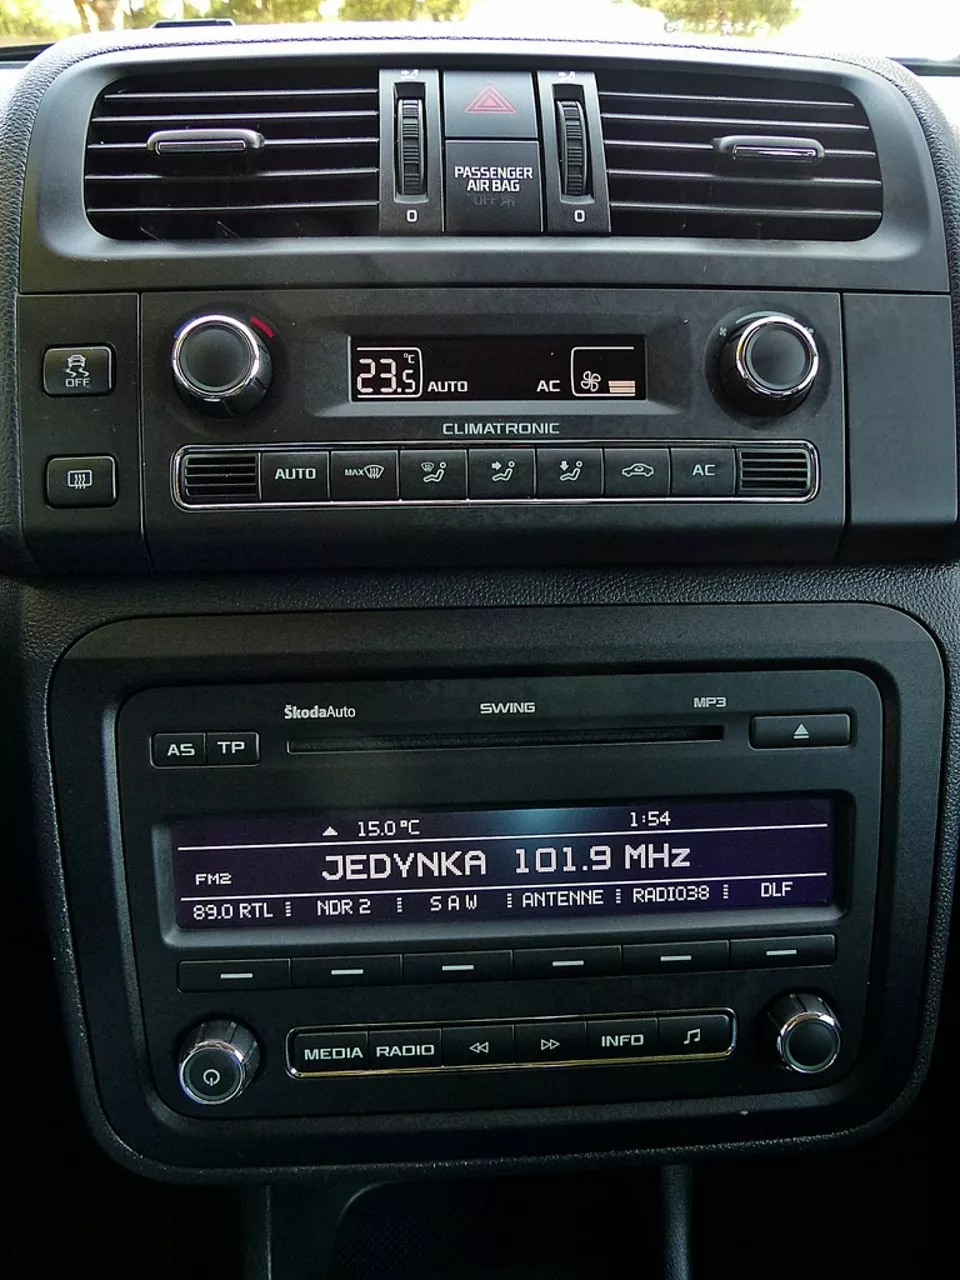 PASSENGER
AIR BAG
OFF
0 0
23.5 °C AUTO AC
OFF
CLIMATRONIC
AUTO MAX AC
ŠkodaAuto SWING MP3
AS TP
15.0 °C 1:54
FM2 JEDYNKA 101.9 MHz
89.0 RTL NDR 2 S A W ANTENNE RADIO38 DLF
MEDIA RADIO INFO